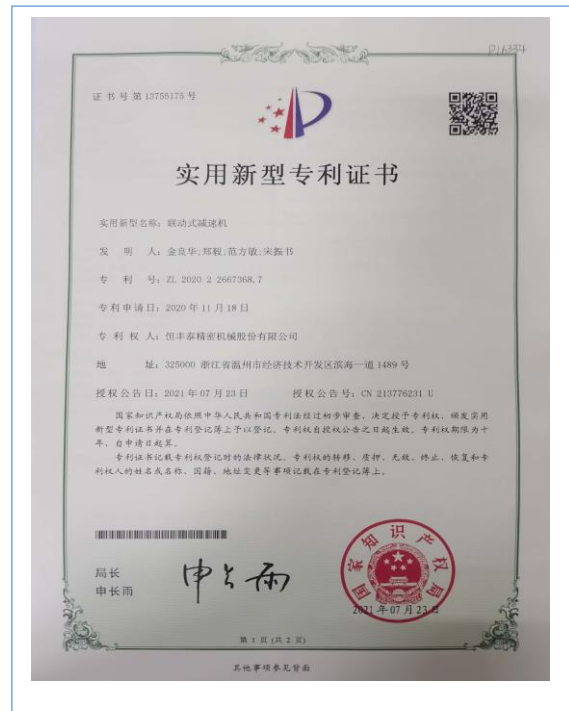 P16334
证书号第13755175号
实用新型专利证书
实用新型名称：联动式减速机
发 明 人：金良华;郑毅;范方敏;宋振书
专 利 号：ZL 2020 2 2667368.7
专利申请日：2020年11月18日
专 利 权 人：恒丰泰精密机械股份有限公司
地 址：325000 浙江省温州市经济技术开发区滨海一道1489号
授权公告日：2021年07月23日 授权公告号：CN 213776231 U
国家知识产权局依照中华人民共和国专利法经过初步审查，决定授予专利权，颁发实用
新型专利证书并在专利登记簿上予以登记。专利权自授权公告之日起生效。专利权期限为十
年，自申请日起算。
专利证书记载专利权登记时的法律状况。专利权的转移、质押、无效、终止、恢复和专
利权人的姓名或名称、国籍、地址变更等事项记载在专利登记簿上。
局长
申长雨
申长雨
国家知识产权局
2021年07月23日
第 1 页 (共 2 页)
其他事项参见背面